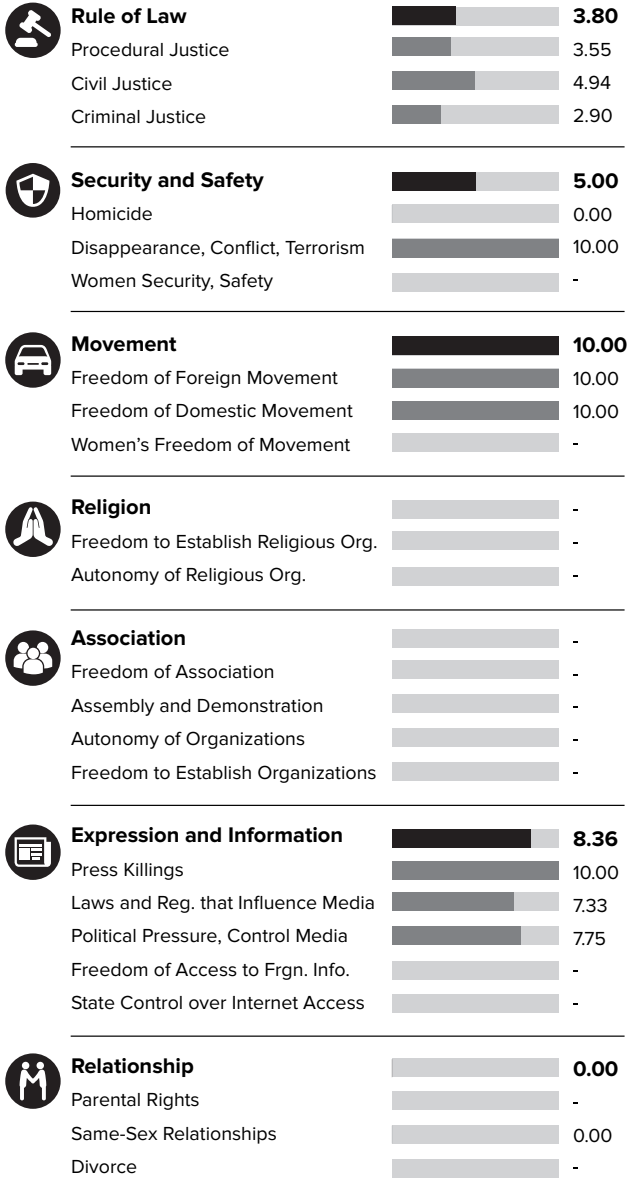 Rule of Law 3.80
Procedural Justice 3.55
Civil Justice 4.94
Criminal Justice 2.90
Security and Safety 5.00
Homicide 0.00
Disappearance, Conflict, Terrorism 10.00
Women Security, Safety -
Movement 10.00
Freedom of Foreign Movement 10.00
Freedom of Domestic Movement 10.00
Women’s Freedom of Movement -
Religion -
Freedom to Establish Religious Org. -
Autonomy of Religious Org. -
Association -
Freedom of Association -
Assembly and Demonstration -
Autonomy of Organizations -
Freedom to Establish Organizations -
Expression and Information 8.36
Press Killings 10.00
Laws and Reg. that Influence Media 7.33
Political Pressure, Control Media 7.75
Freedom of Access to Frgn. Info. -
State Control over Internet Access -
Relationship 0.00
Parental Rights -
Same-Sex Relationships 0.00
Divorce -